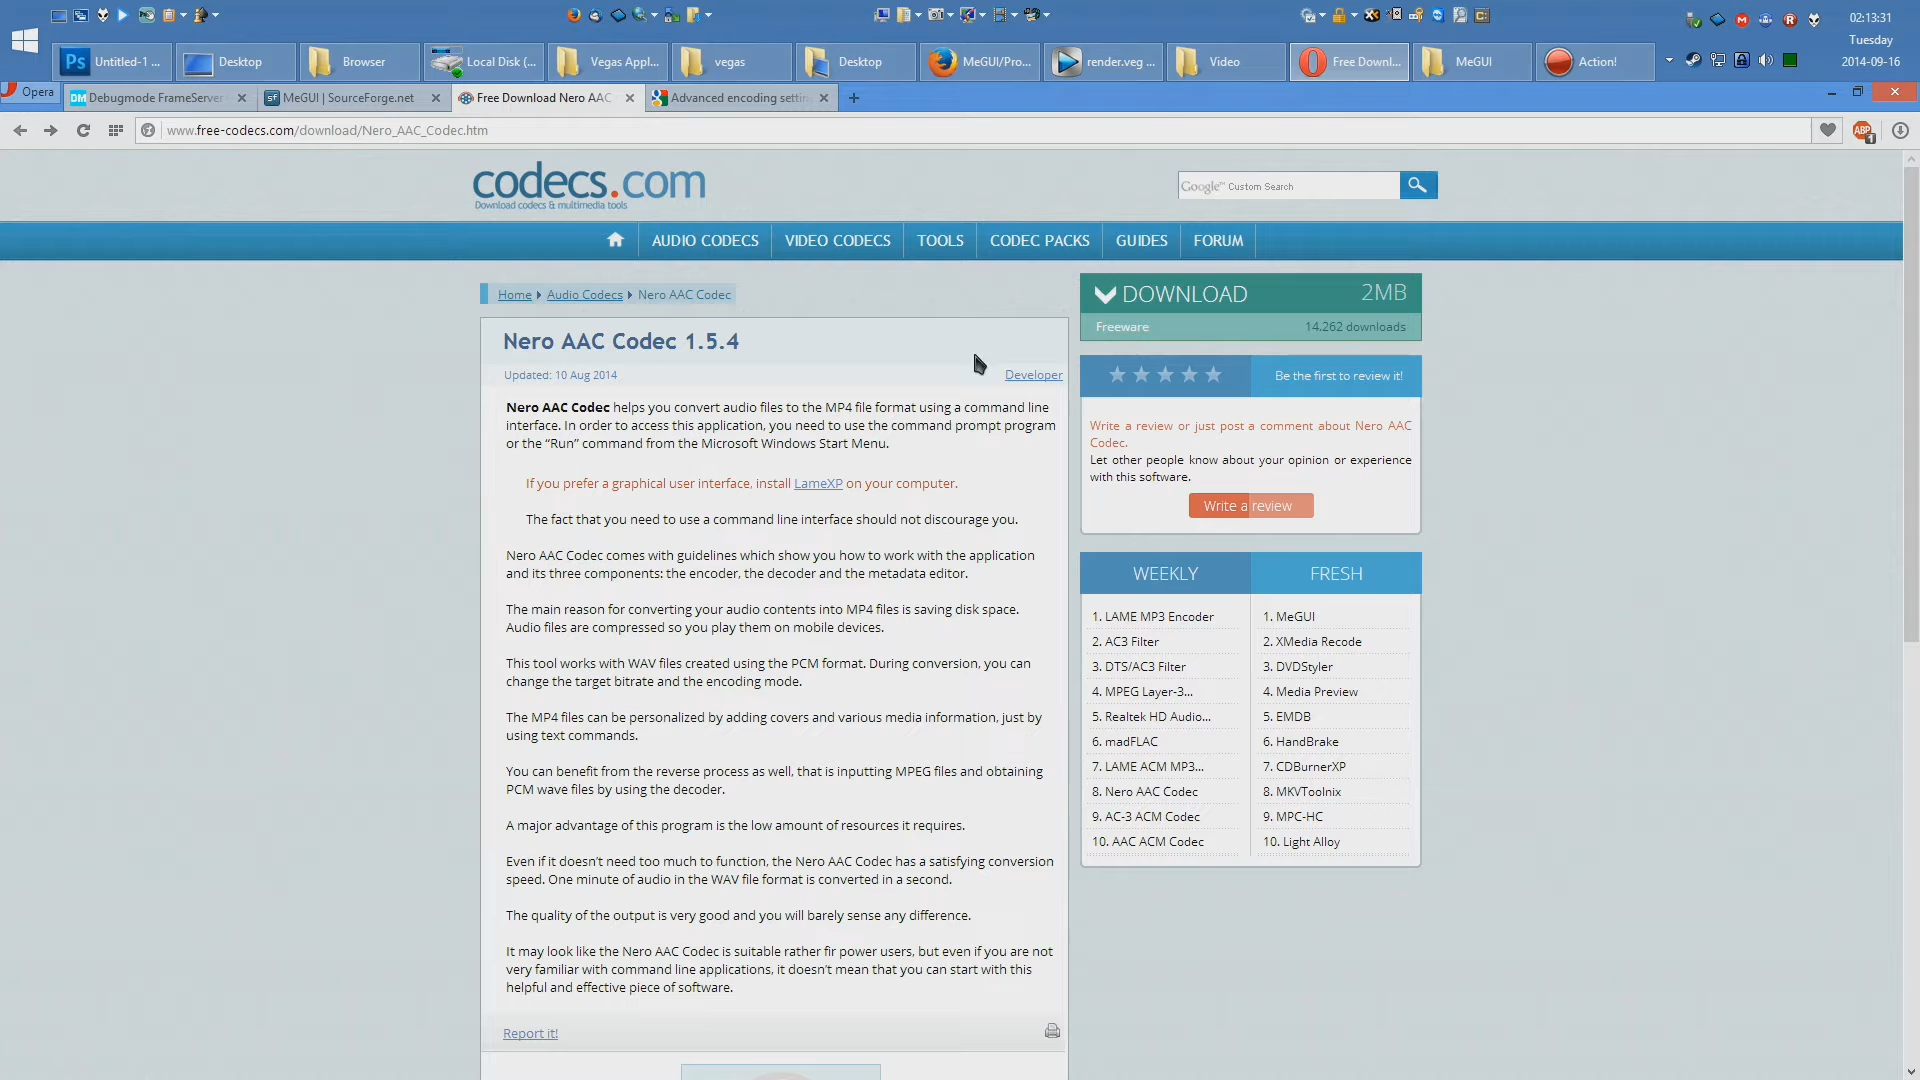 02:13:31
Tuesday
2014-09-16
Untitled-1 ...
Desktop
Browser
Local Disk (...
Vegas Appl...
vegas
Desktop
MeGUI/Pro...
render.veg ...
Video
Free Downl...
MeGUI
Action!
Opera
Debugmode FrameServer
MeGUI | SourceForge.net
Free Download Nero AAC
Advanced encoding settin
www.free-codecs.com/download/Nero_AAC_Codec.htm
codecs.com
Download codecs & multimedia tools
Google™ Custom Search
AUDIO CODECS
VIDEO CODECS
TOOLS
CODEC PACKS
GUIDES
FORUM
Home
Audio Codecs
Nero AAC Codec
DOWNLOAD
2MB
Freeware
14.262 downloads
Nero AAC Codec 1.5.4
Updated: 10 Aug 2014
Developer
Nero AAC Codec helps you convert audio files to the MP4 file format using a command line
interface. In order to access this application, you need to use the command prompt program
or the “Run” command from the Microsoft Windows Start Menu.
If you prefer a graphical user interface, install LameXP on your computer.
The fact that you need to use a command line interface should not discourage you.
Nero AAC Codec comes with guidelines which show you how to work with the application
and its three components: the encoder, the decoder and the metadata editor.
The main reason for converting your audio contents into MP4 files is saving disk space.
Audio files are compressed so you play them on mobile devices.
This tool works with WAV files created using the PCM format. During conversion, you can
change the target bitrate and the encoding mode.
The MP4 files can be personalized by adding covers and various media information, just by
using text commands.
You can benefit from the reverse process as well, that is inputting MPEG files and obtaining
PCM wave files by using the decoder.
A major advantage of this program is the low amount of resources it requires.
Even if it doesn’t need too much to function, the Nero AAC Codec has a satisfying conversion
speed. One minute of audio in the WAV file format is converted in a second.
The quality of the output is very good and you will barely sense any difference.
It may look like the Nero AAC Codec is suitable rather fir power users, but even if you are not
very familiar with command line applications, it doesn’t mean that you can start with this
helpful and effective piece of software.
Report it!
Be the first to review it!
Write a review or just post a comment about Nero AAC
Codec.
Let other people know about your opinion or experience
with this software.
Write a review
WEEKLY
1. LAME MP3 Encoder
2. AC3 Filter
3. DTS/AC3 Filter
4. MPEG Layer-3...
5. Realtek HD Audio...
6. madFLAC
7. LAME ACM MP3...
8. Nero AAC Codec
9. AC-3 ACM Codec
10. AAC ACM Codec
FRESH
1. MeGUI
2. XMedia Recode
3. DVDStyler
4. Media Preview
5. EMDB
6. HandBrake
7. CDBurnerXP
8. MKVToolnix
9. MPC-HC
10. Light Alloy